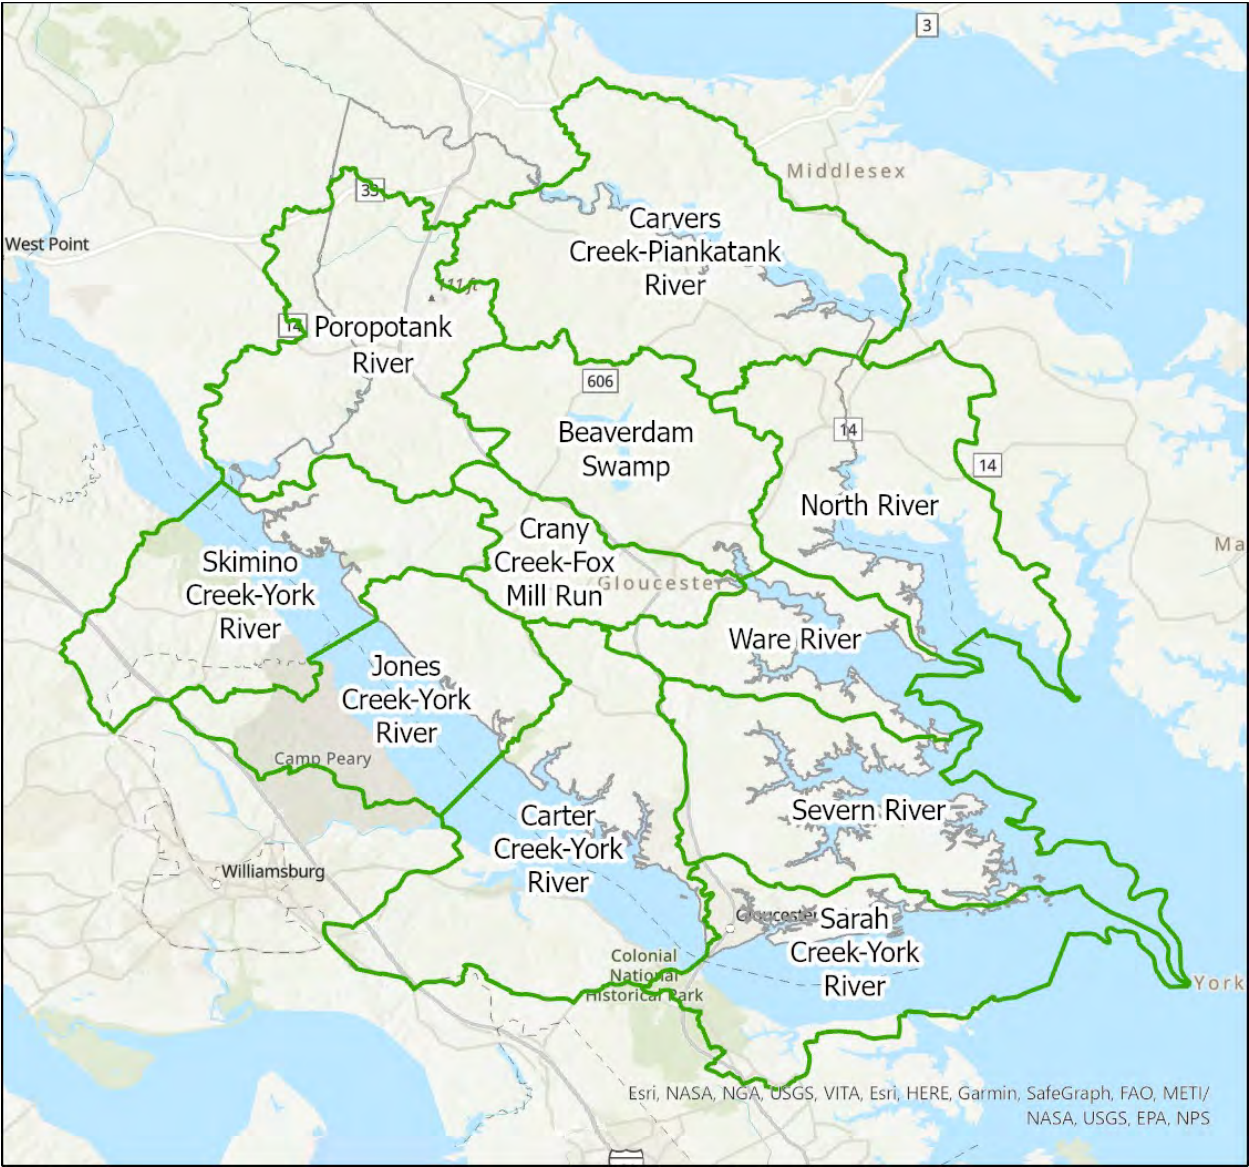 3
Middlesex
33
Carvers
Creek-Piankatank
River
West Point
111 ft
14
Poropotank
River
606
Beaverdam
Swamp
14
14
North River
Crany
Creek-Fox
Mill Run
Gloucester
Ma
Skimino
Creek-York
River
Ware River
Jones
Creek-York
River
Camp Peary
Severn River
Carter
Creek-York
River
Williamsburg
Gloucester
Sarah
Creek-York
River
Colonial
National
Historical Park
York
Esri, NASA, NGA, USGS, VITA, Esri, HERE, Garmin, SafeGraph, FAO, METI/
NASA, USGS, EPA, NPS